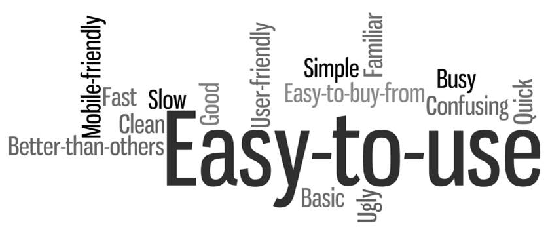 Mobile-friendly
Fast
Slow
Good
User-friendly
Simple
Familiar
Easy-to-buy-from
Busy
Confusing
Quick
Clean
Better-than-others
Easy-to-use
Basic
Ugly